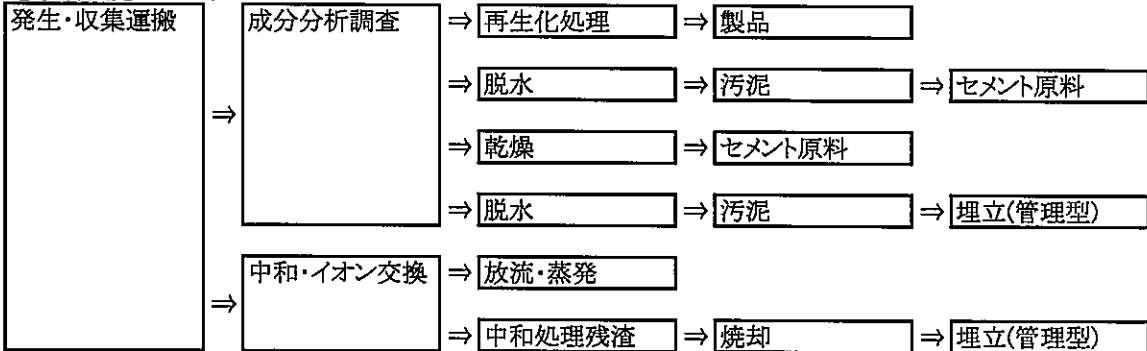 発生・収集運搬
成分分析調査
⇒ 再生化処理 ⇒ 製品
⇒ 脱水 ⇒ 汚泥 ⇒ セメント原料
⇒
⇒ 乾燥 ⇒ セメント原料
⇒ 脱水 ⇒ 汚泥 ⇒ 埋立(管理型)
中和・イオン交換 ⇒ 放流・蒸発
⇒
⇒ 中和処理残渣 ⇒ 焼却 ⇒ 埋立(管理型)